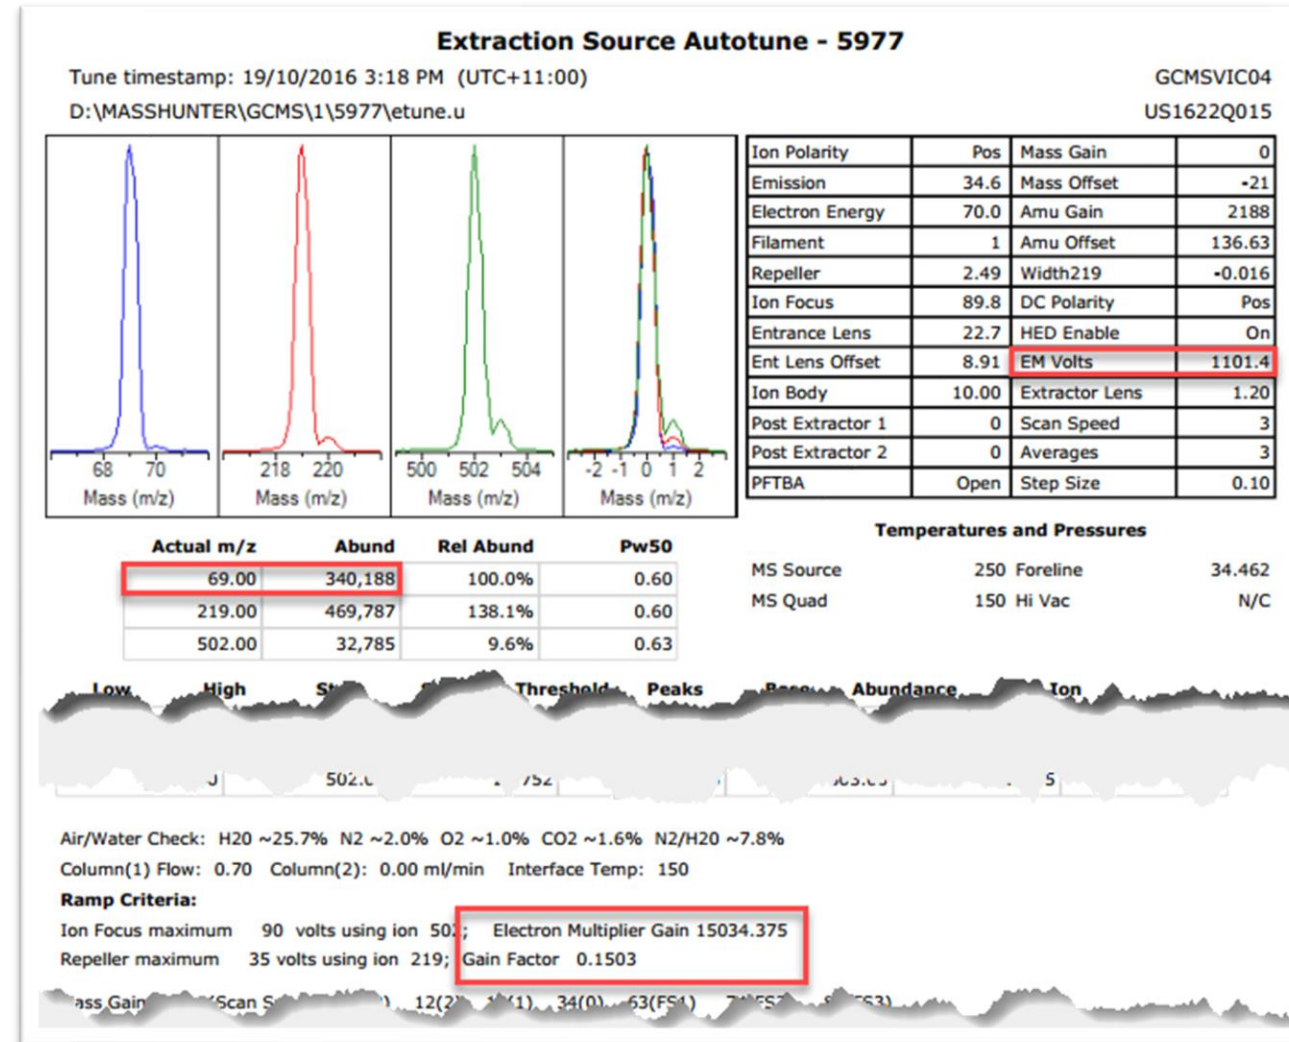 Extraction Source Autotune - 5977
Tune timestamp: 19/10/2016 3:18 PM (UTC+11:00) GCMSVIC04
D:\MASSHUNTER\GCMS\1\5977\etune.u US1622Q015
68 70
Mass (m/z)
218 220
Mass (m/z)
500 502 504
Mass (m/z)
-2 -1 0 1 2
Mass (m/z)
Ion Polarity Pos Mass Gain 0
Emission 34.6 Mass Offset -21
Electron Energy 70.0 Amu Gain 2188
Filament 1 Amu Offset 136.63
Repeller 2.49 Width219 -0.016
Ion Focus 89.8 DC Polarity Pos
Entrance Lens 22.7 HED Enable On
Ent Lens Offset 8.91 EM Volts 1101.4
Ion Body 10.00 Extractor Lens 1.20
Post Extractor 1 0 Scan Speed 3
Post Extractor 2 0 Averages 3
PFTBA Open Step Size 0.10
Actual m/z Abund Rel Abund Pw50
69.00 340,188 100.0% 0.60
219.00 469,787 138.1% 0.60
502.00 32,785 9.6% 0.63
Temperatures and Pressures
MS Source 250 Foreline 34.462
MS Quad 150 Hi Vac N/C
Low High Threshold Peaks Abundance Ion
Air/Water Check: H20 ~25.7% N2 ~2.0% O2 ~1.0% CO2 ~1.6% N2/H20 ~7.8%
Column(1) Flow: 0.70 Column(2): 0.00 ml/min Interface Temp: 150
Ramp Criteria:
Ion Focus maximum 90 volts using ion 502; Electron Multiplier Gain 15034.375
Repeller maximum 35 volts using ion 219; Gain Factor 0.1503
34(0) 63(FS1)